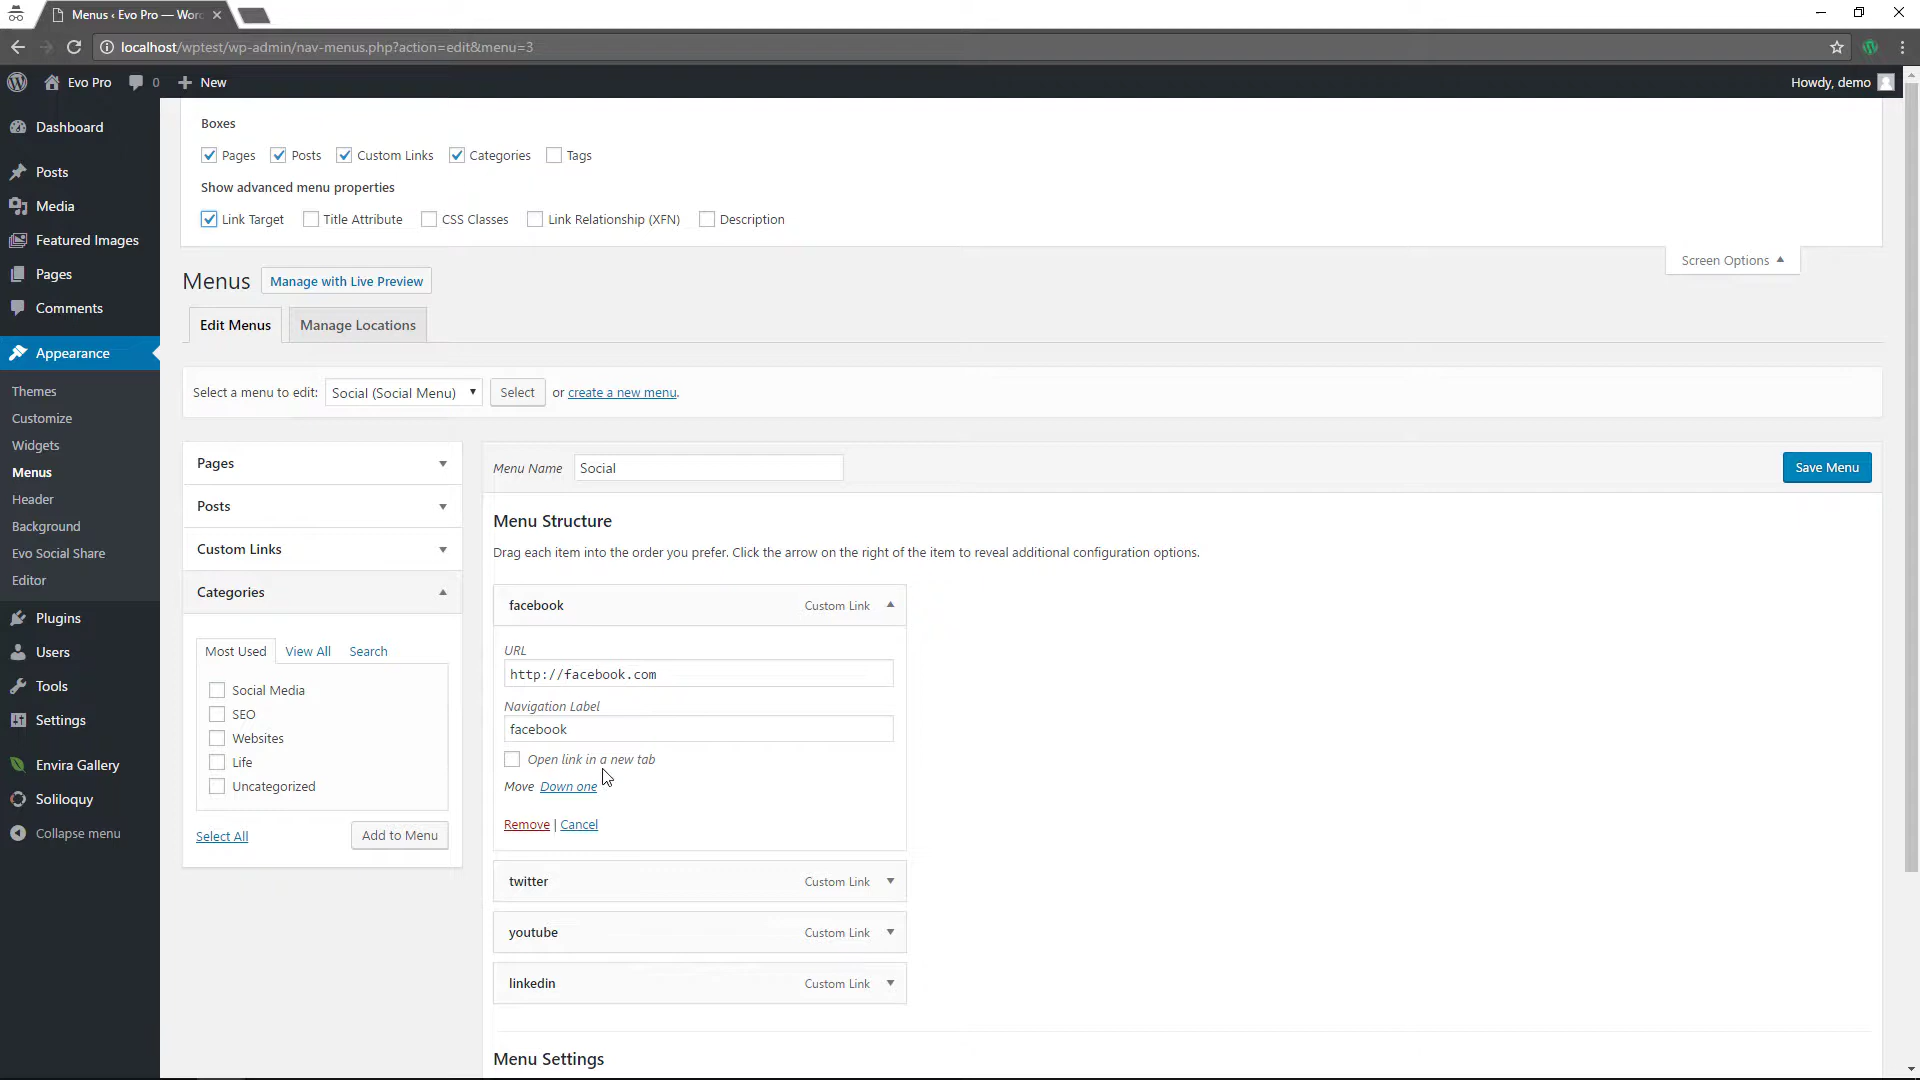 Menus ‹ Evo Pro — Wor
localhost/wptest/wp-admin/nav-menus.php?action=edit&menu=3
Evo Pro 0 New Howdy, demo
Dashboard
Posts
Media
Featured Images
Pages
Comments
Appearance
Themes
Customize
Widgets
Menus
Header
Background
Evo Social Share
Editor
Plugins
Users
Tools
Settings
Envira Gallery
Soliloquy
Collapse menu
Boxes
Pages Posts Custom Links Categories Tags
Show advanced menu properties
Link Target Title Attribute CSS Classes Link Relationship (XFN) Description
Screen Options
Menus Manage with Live Preview
Edit Menus Manage Locations
Select a menu to edit: Social (Social Menu) Select or create a new menu.
Pages
Posts
Custom Links
Categories
Most Used View All Search
Social Media
SEO
Websites
Life
Uncategorized
Select All Add to Menu
Menu Name Social Save Menu
Menu Structure
Drag each item into the order you prefer. Click the arrow on the right of the item to reveal additional configuration options.
facebook Custom Link
URL
http://facebook.com
Navigation Label
facebook
Open link in a new tab
Move Down one
Remove | Cancel
twitter Custom Link
youtube Custom Link
linkedin Custom Link
Menu Settings